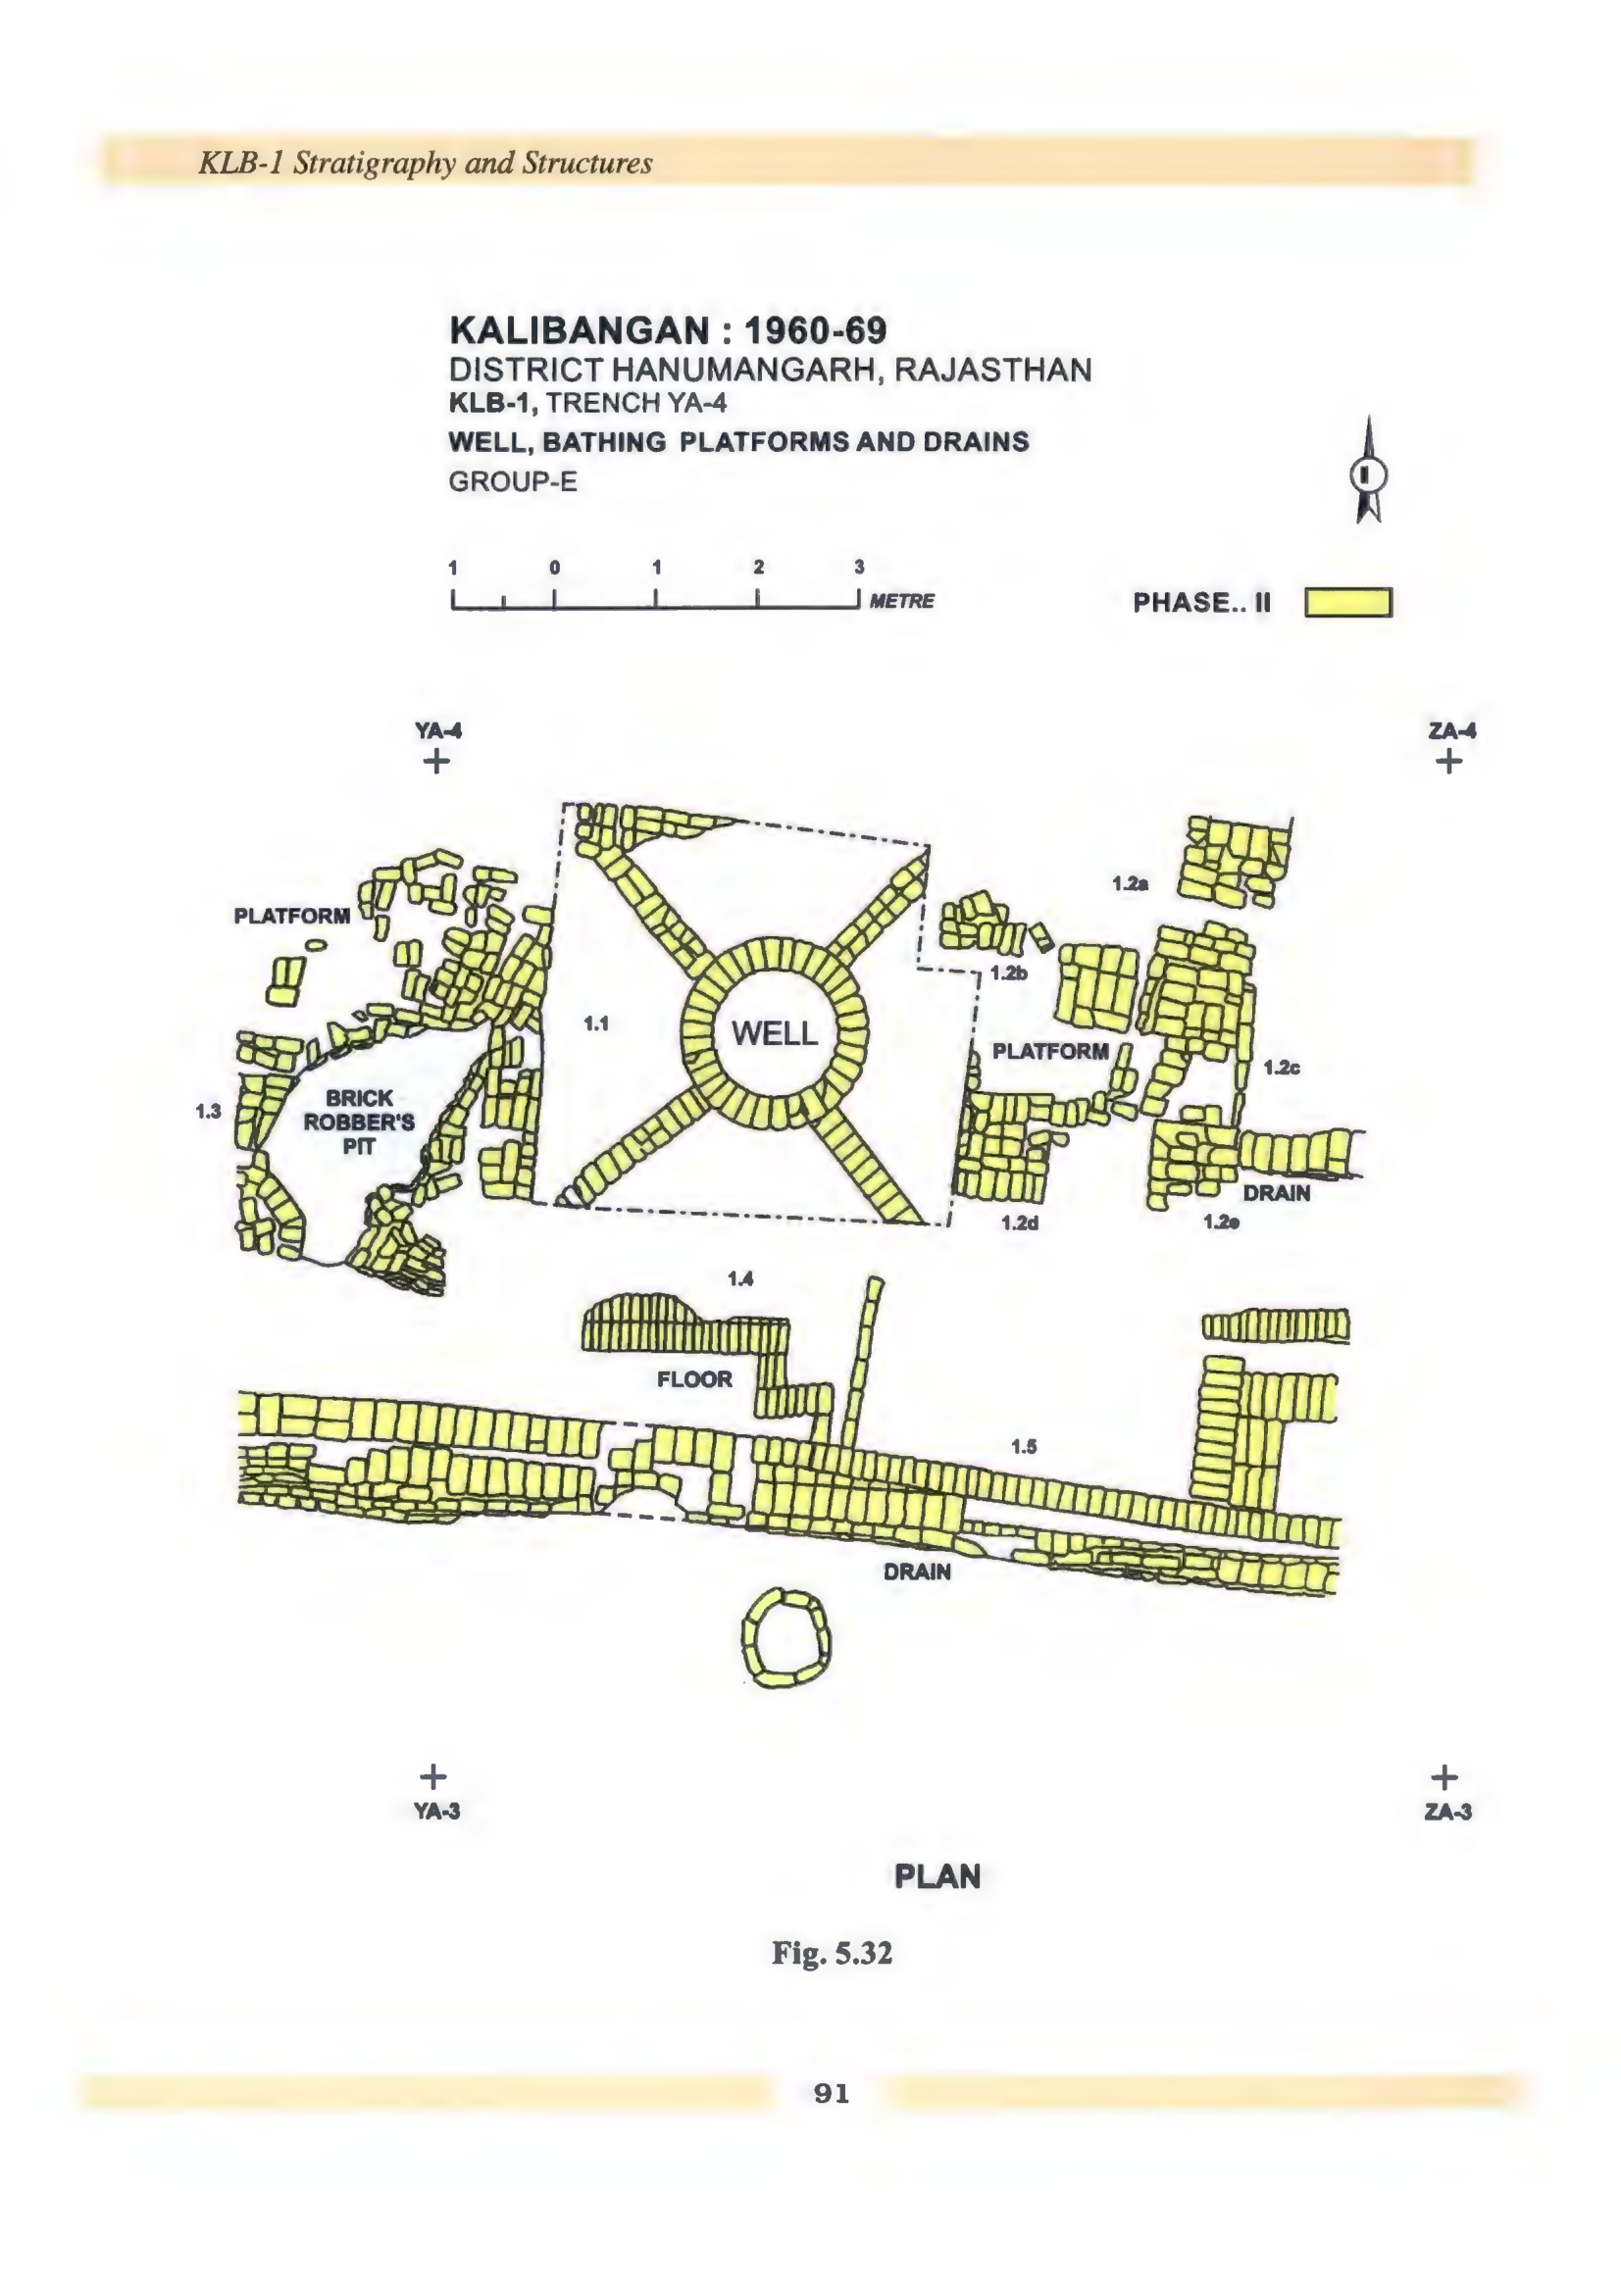 KLB-1 Stratigraphy and Structures
KALIBANGAN : 1960-69
DISTRICT HANUMANGARH, RAJASTHAN
KLB-1, TRENCH YA-4
WELL, BATHING PLATFORMS AND DRAINS
GROUP-E
1 0 1 2 3
METRE
PHASE.. II
YA-4
ZA-4
1.2a
PLATFORM
1.2b
1.1
WELL
PLATFORM
1.2c
1.3
BRICK
ROBBER'S
PIT
DRAIN
1.2d
1.2e
1.4
FLOOR
1.5
DRAIN
YA-3
ZA-3
PLAN
Fig. 5.32
91